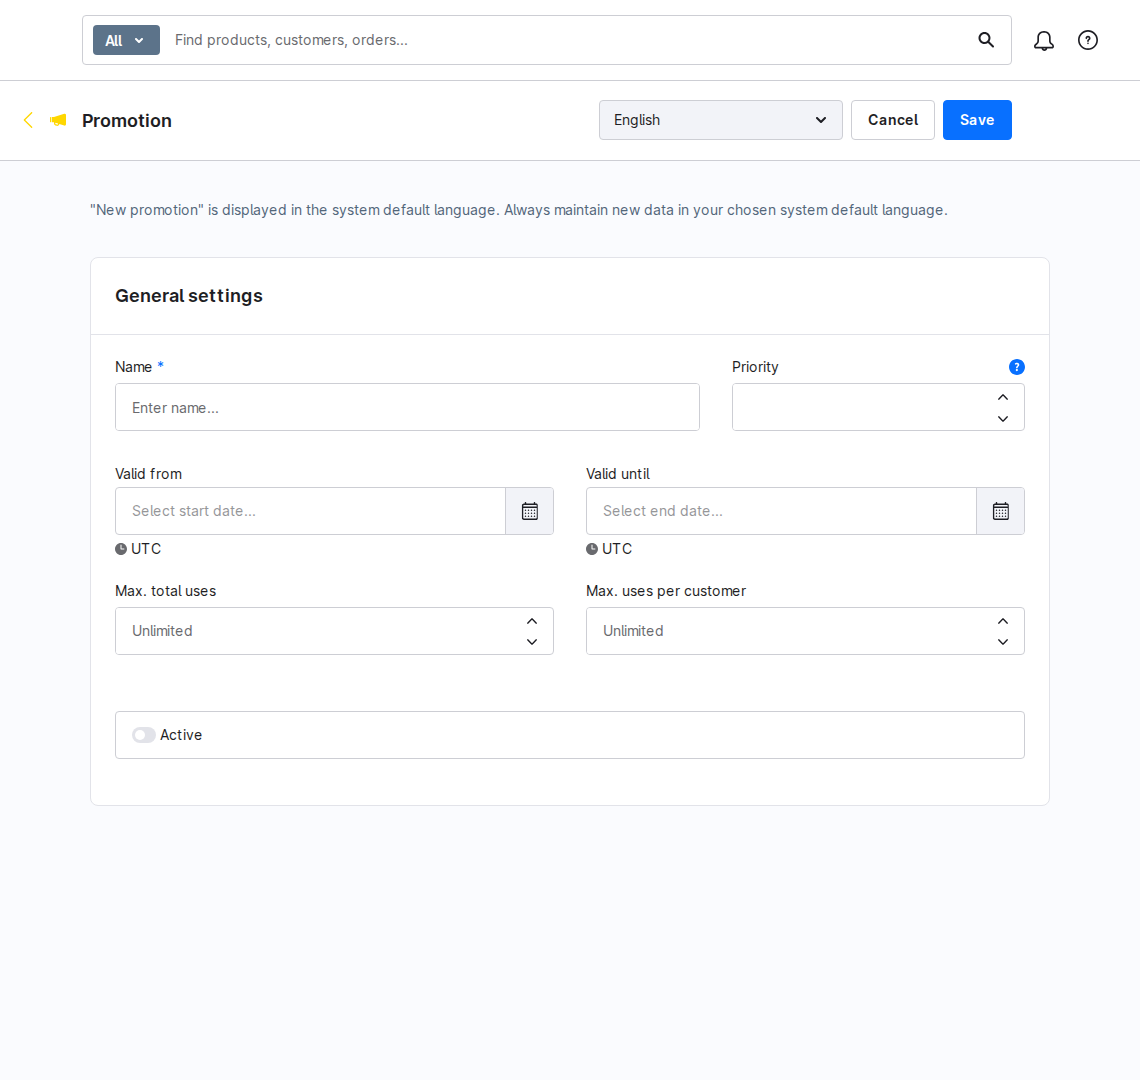 All
Find products, customers, orders...
Promotion
English
Cancel
Save
"New promotion" is displayed in the system default language. Always maintain new data in your chosen system default language.
General settings
Name *
Priority
?
Enter name...
Valid from
Valid until
Select start date...
Select end date...
UTC
UTC
Max. total uses
Max. uses per customer
Unlimited
Unlimited
Active